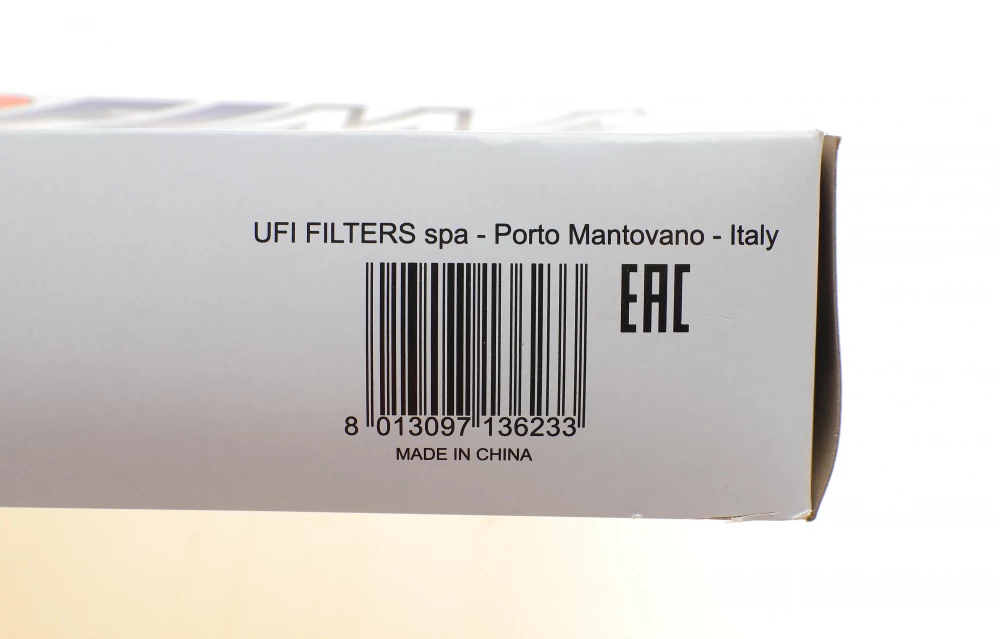 UFI FILTERS spa - Porto Mantovano - Italy
EAC
8 013097 136233
MADE IN CHINA